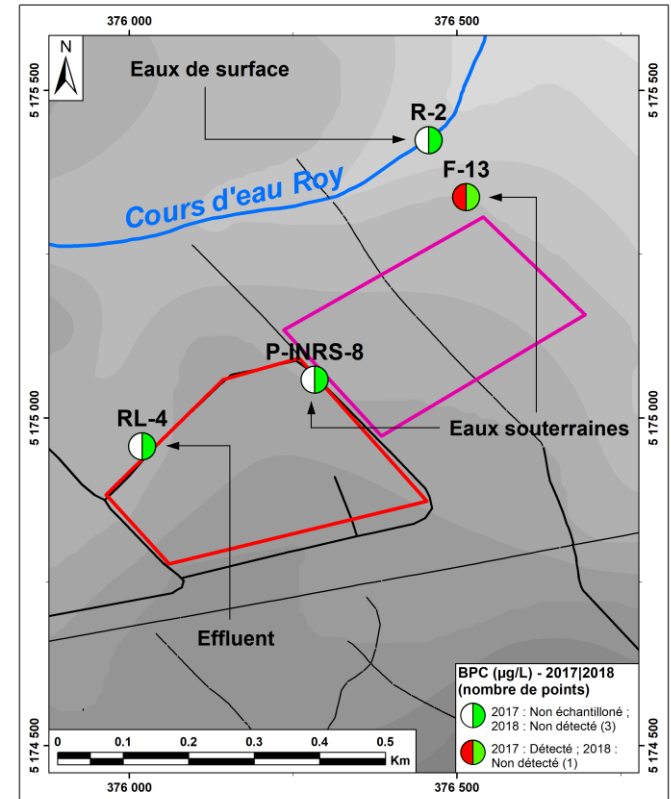 376 000
376 500
N
5 175 500
5 175 500
Eaux de surface
R-2
F-13
Cours d'eau Roy
P-INRS-8
5 175 000
5 175 000
RL-4
Eaux souterraines
Effluent
BPC (µg/L) - 2017|2018
(nombre de points)
2017 : Non échantilloné ;
2018 : Non détecté (3)
2017 : Détecté ; 2018 :
Non détecté (1)
5 174 500
5 174 500
0 0.1 0.2 0.3 0.4 0.5
Km
376 000
376 500